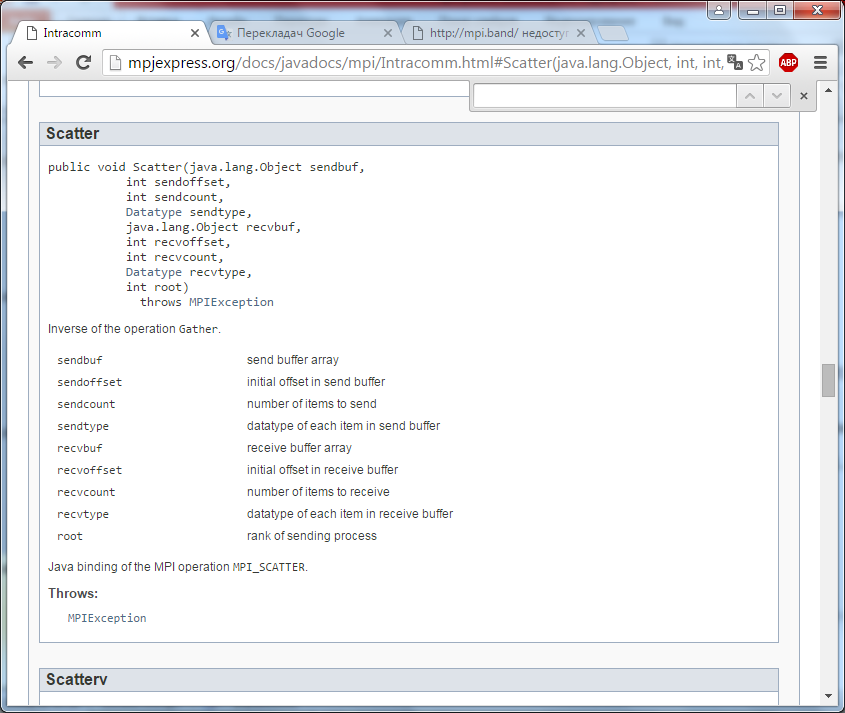 Intracomm
Перекладач Google
http://mpi.band/ недоступ
mpjexpress.org/docs/javadocs/mpi/Intracomm.html#Scatter(java.lang.Object, int, int,
ABP
Scatter
public void Scatter(java.lang.Object sendbuf,
int sendoffset,
int sendcount,
Datatype sendtype,
java.lang.Object recvbuf,
int recvoffset,
int recvcount,
Datatype recvtype,
int root)
throws MPIException
Inverse of the operation Gather.
sendbuf send buffer array
sendoffset initial offset in send buffer
sendcount number of items to send
sendtype datatype of each item in send buffer
recvbuf receive buffer array
recvoffset initial offset in receive buffer
recvcount number of items to receive
recvtype datatype of each item in receive buffer
root rank of sending process
Java binding of the MPI operation MPI_SCATTER.
Throws:
MPIException
Scatterv